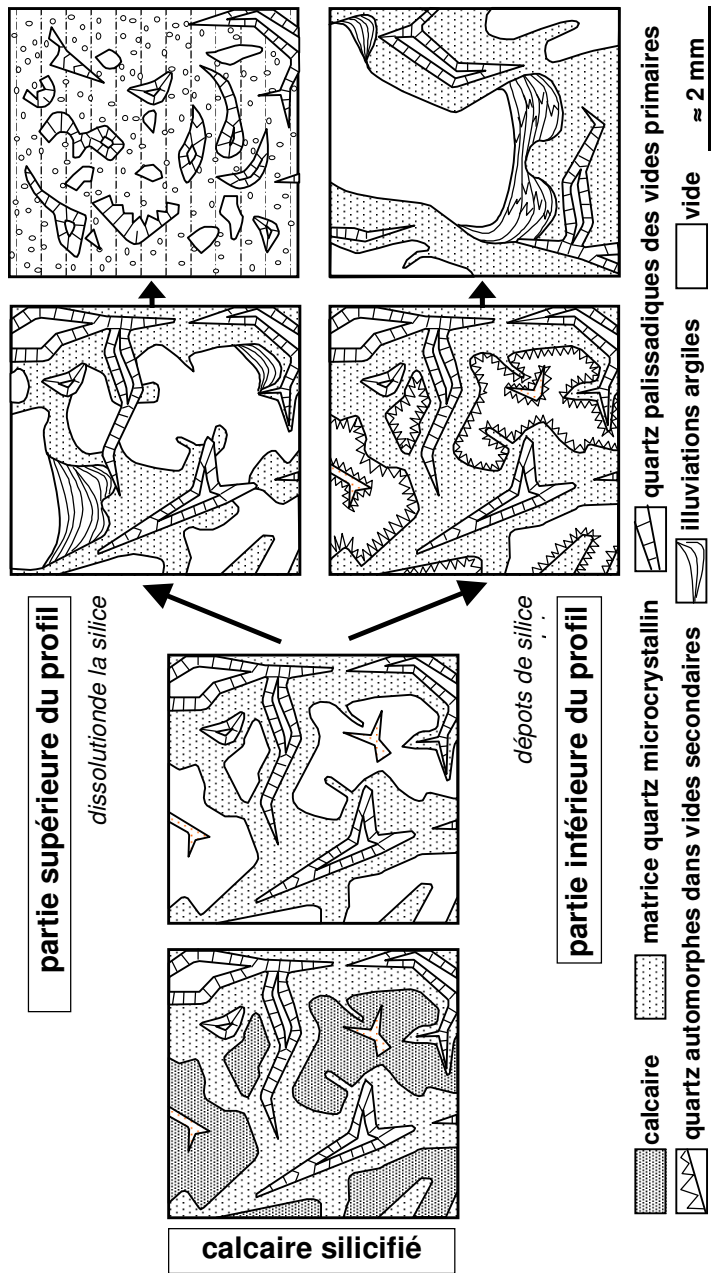 partie supérieure du profil
dissolutionde la silice
calcaire silicifié
dépots de silice
partie inférieure du profil
calcaire
matrice quartz microcrystallin
quartz palissadiques des vides primaires
quartz automorphes dans vides secondaires
illuviations argiles
vide
≈ 2 mm